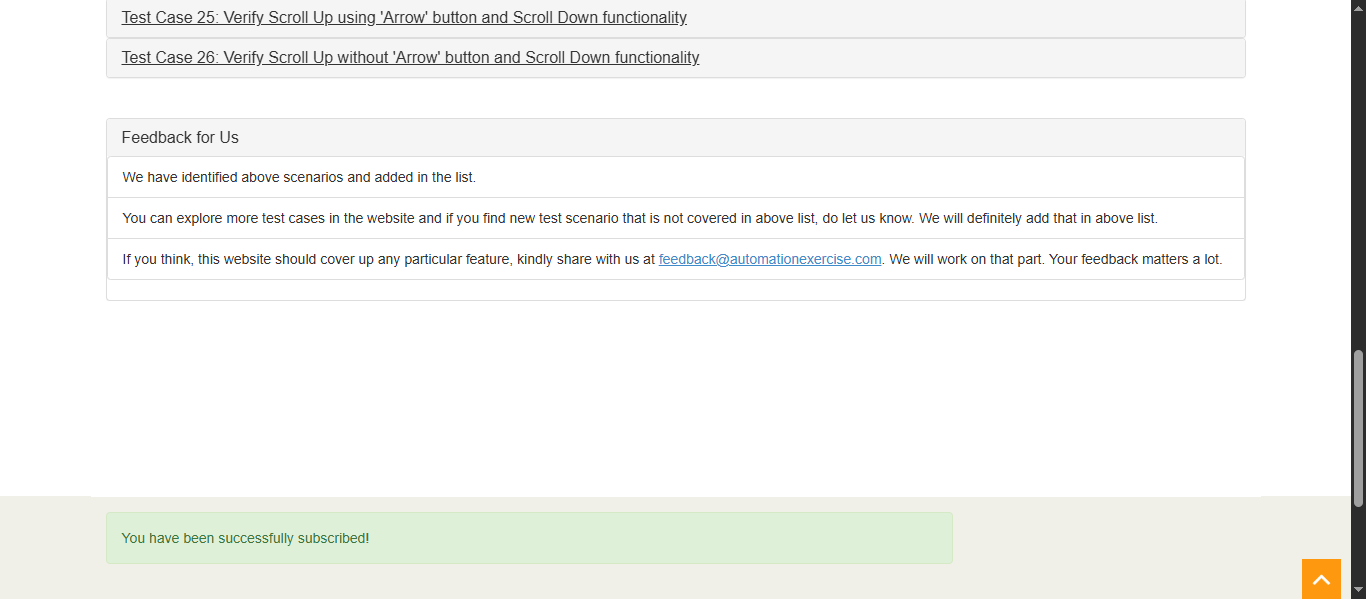 Test Case 25: Verify Scroll Up using 'Arrow' button and Scroll Down functionality
Test Case 26: Verify Scroll Up without 'Arrow' button and Scroll Down functionality
Feedback for Us
We have identified above scenarios and added in the list.
You can explore more test cases in the website and if you find new test scenario that is not covered in above list, do let us know. We will definitely add that in above list.
If you think, this website should cover up any particular feature, kindly share with us at feedback@automationexercise.com. We will work on that part. Your feedback matters a lot.
You have been successfully subscribed!